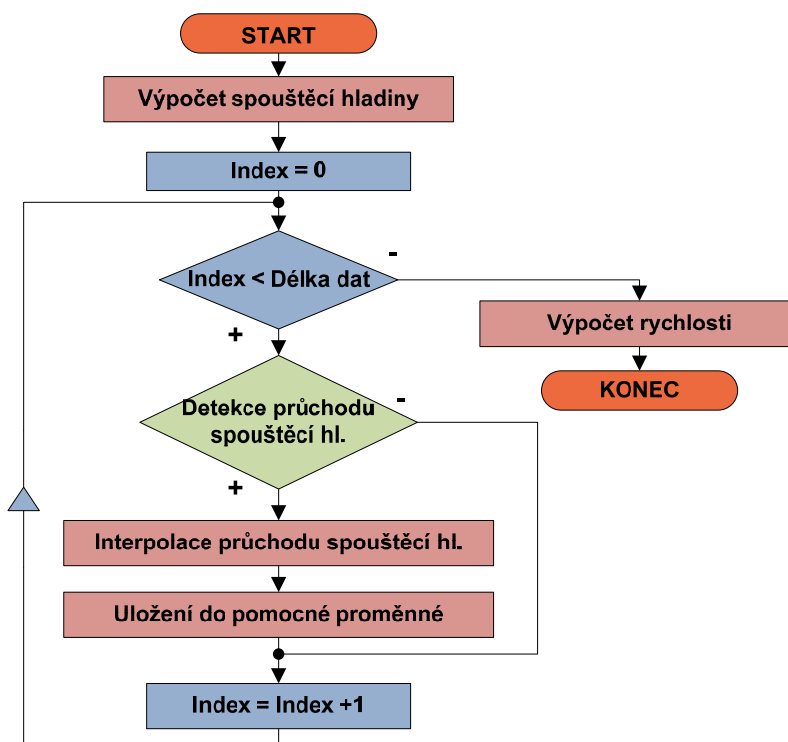 START
Výpočet spouštěcí hladiny
Index = 0
Index < Délka dat
-
+
Výpočet rychlosti
KONEC
Detekce průchodu
spouštěcí hl.
-
+
Interpolace průchodu spouštěcí hl.
Uložení do pomocné proměnné
Index = Index +1